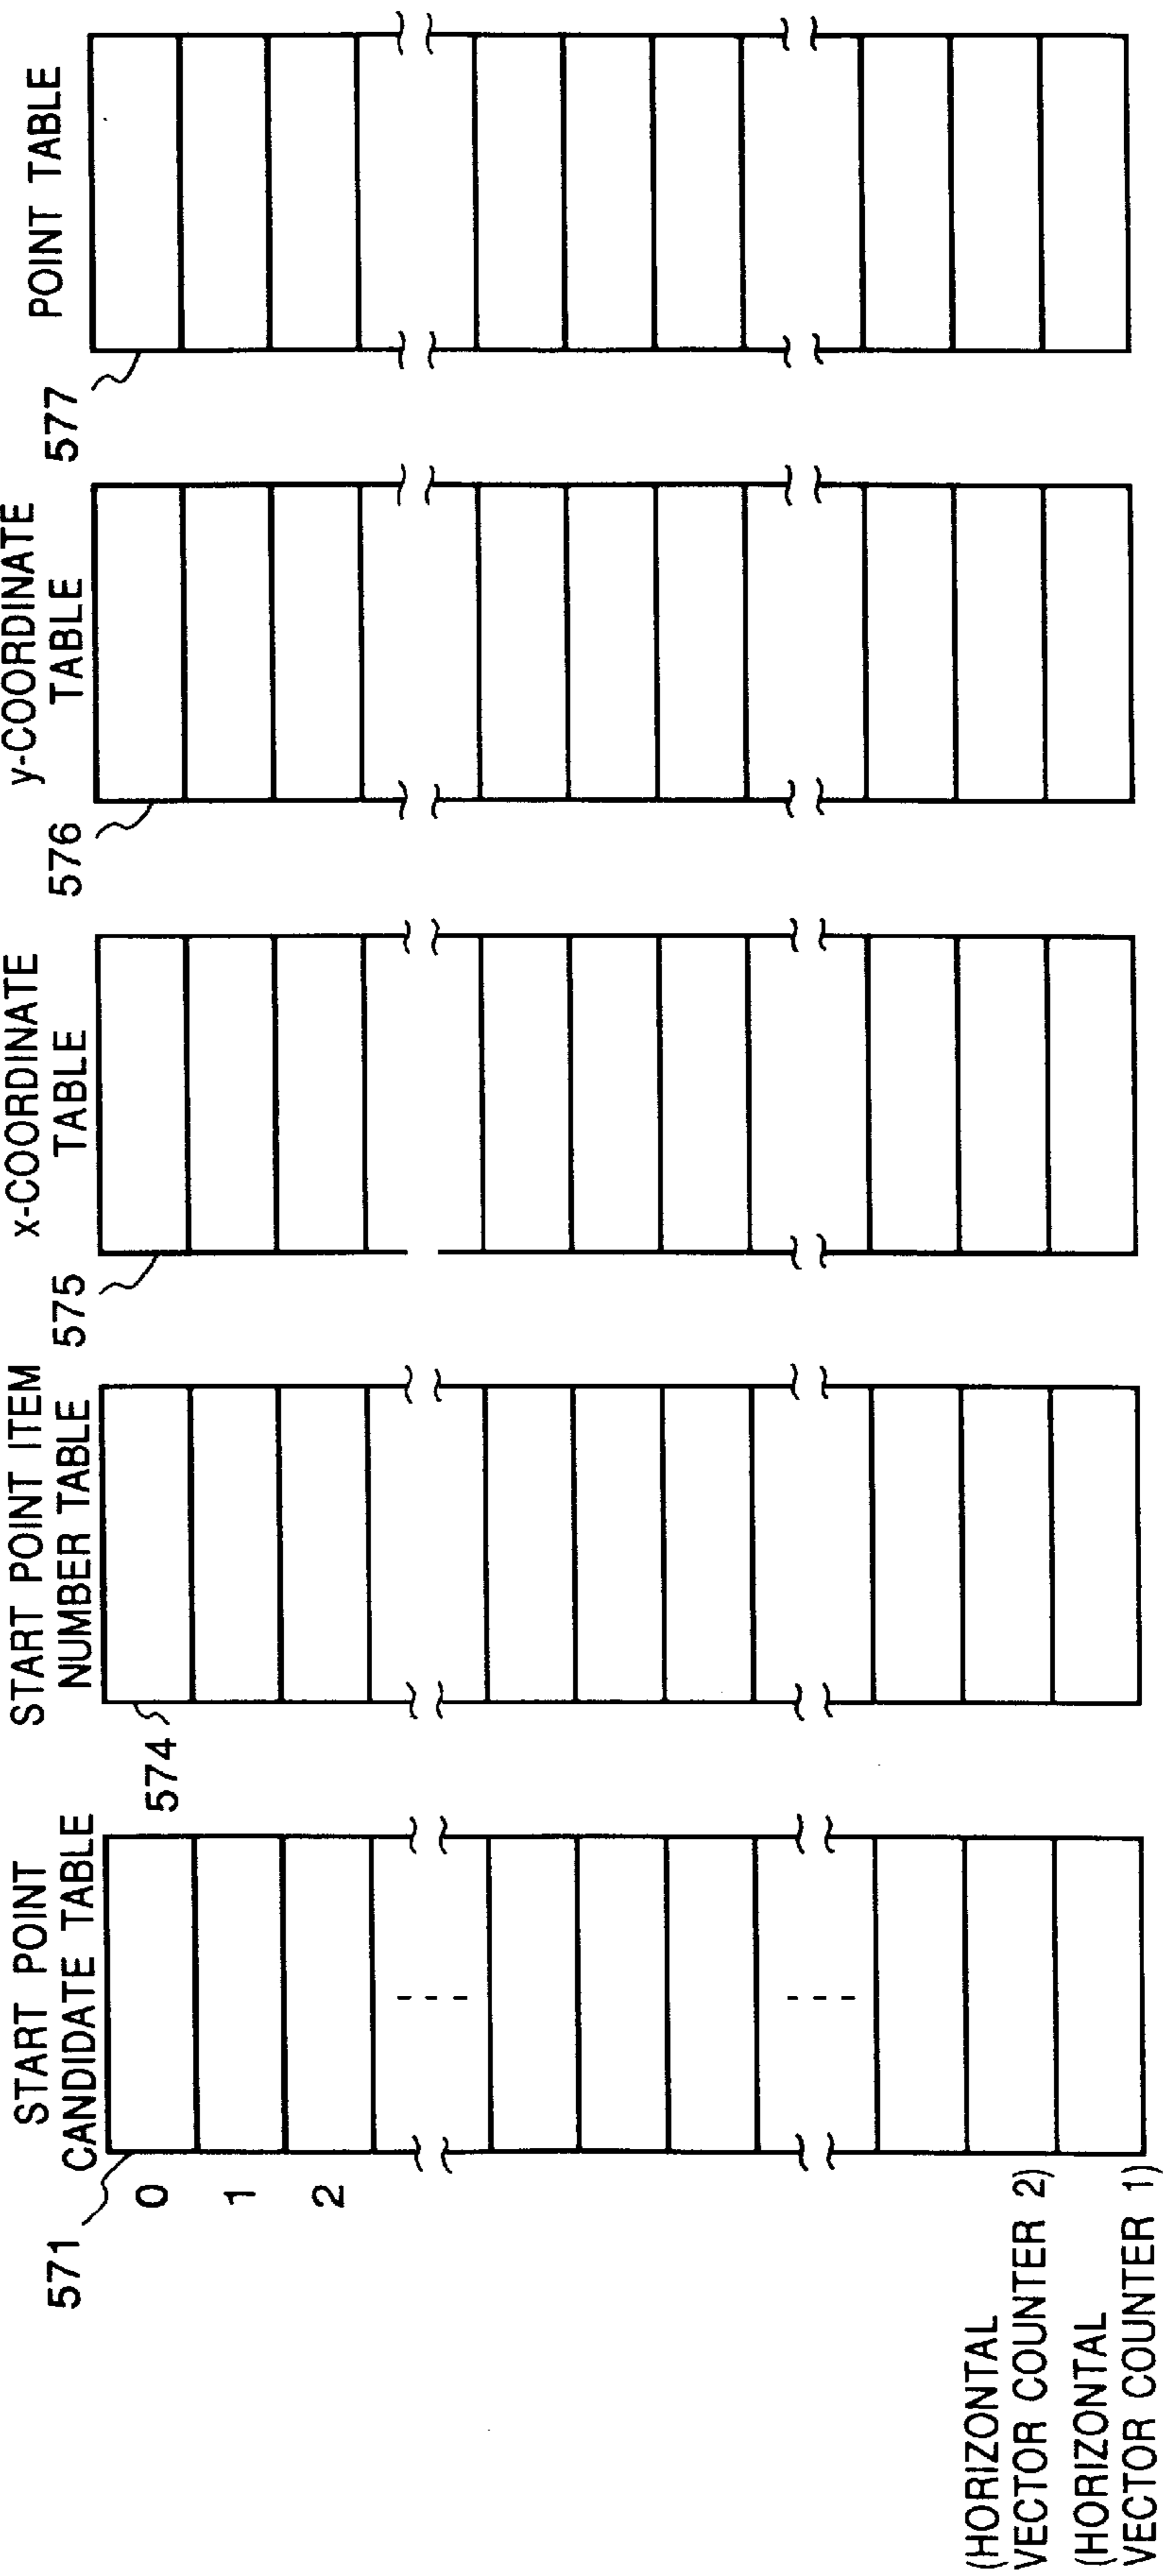 START POINT
CANDIDATE TABLE
571
0
1
2
(HORIZONTAL
VECTOR COUNTER 2)
(HORIZONTAL
VECTOR COUNTER 1)
START POINT ITEM
NUMBER TABLE
574
x-COORDINATE
TABLE
575
y-COORDINATE
TABLE
576
POINT TABLE
577